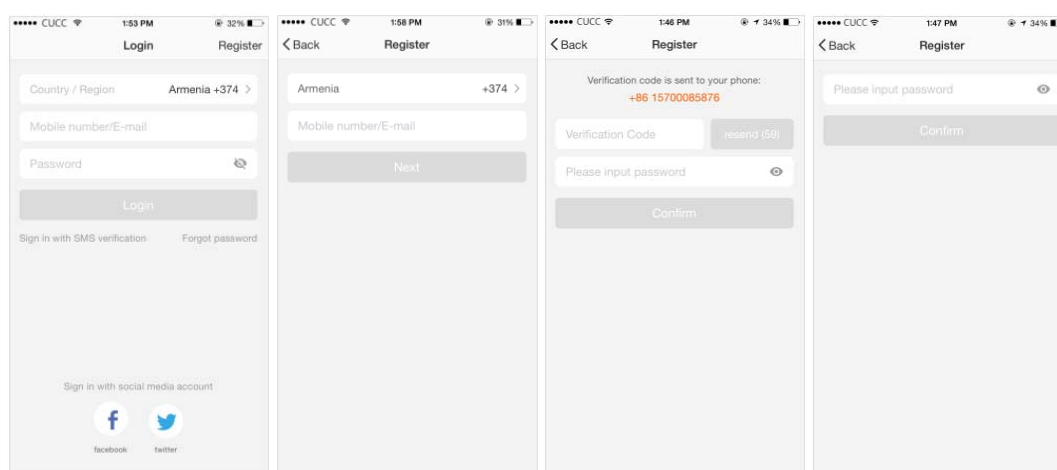 CUCC 1:53 PM 32%
Login Register
Country / Region Armenia +374 >
Mobile number/E-mail
Password
Login
Sign in with SMS verification Forgot password
Sign in with social media account
facebook twitter
CUCC 1:58 PM 31%
< Back Register
Armenia +374 >
Mobile number/E-mail
Next
CUCC 1:46 PM 34%
< Back Register
Verification code is sent to your phone:
+86 15700085876
Verification Code resend (59)
Please input password
Confirm
CUCC 1:47 PM 34%
< Back Register
Please input password
Confirm